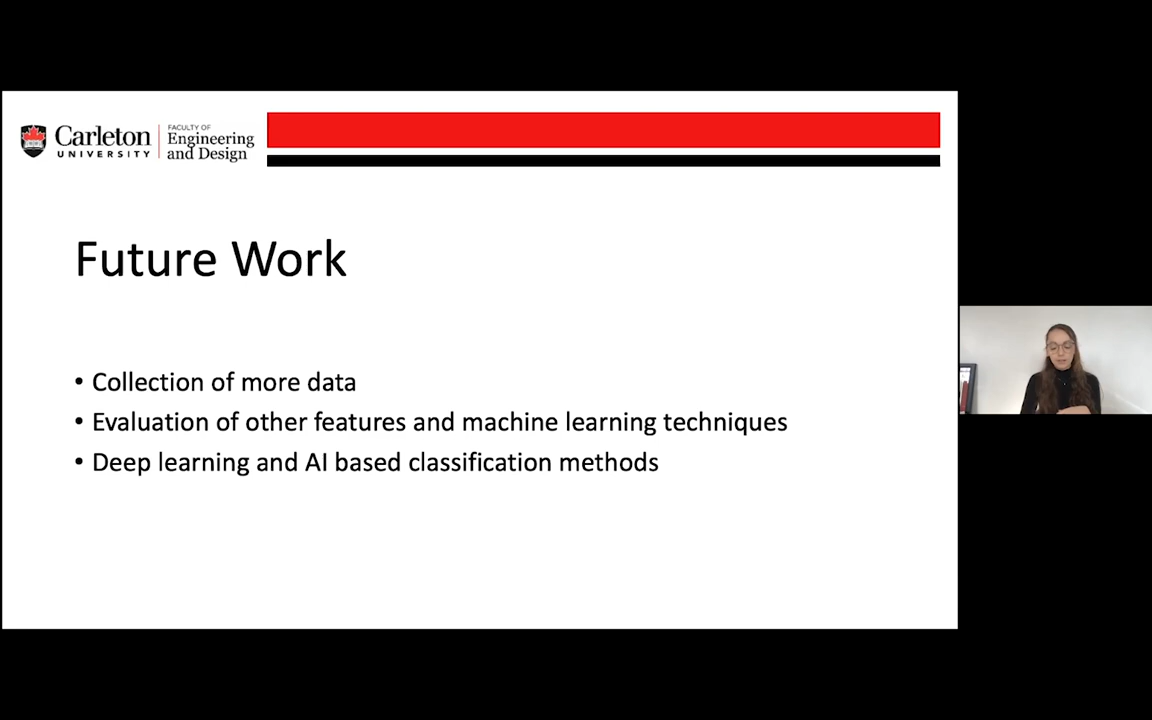 Carleton
UNIVERSITY
FACULTY OF
Engineering
and Design
Future Work
• Collection of more data
• Evaluation of other features and machine learning techniques
• Deep learning and AI based classification methods